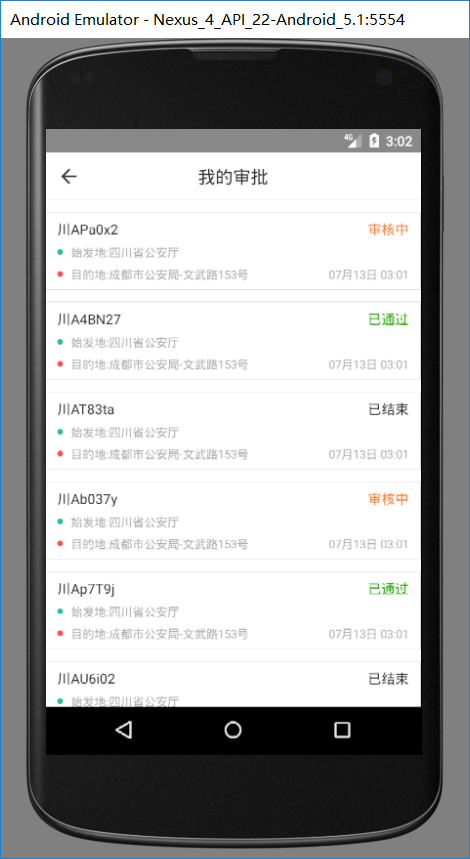 Android Emulator - Nexus_4_API_22-Android_5.1:5554
4G 3:02
我的审批
川APa0x2 审核中
始发地:四川省公安厅
目的地:成都市公安局-文武路153号 07月13日 03:01
川A4BN27 已通过
始发地:四川省公安厅
目的地:成都市公安局-文武路153号 07月13日 03:01
川AT83ta 已结束
始发地:四川省公安厅
目的地:成都市公安局-文武路153号 07月13日 03:01
川Ab037y 审核中
始发地:四川省公安厅
目的地:成都市公安局-文武路153号 07月13日 03:01
川Ap7T9j 已通过
始发地:四川省公安厅
目的地:成都市公安局-文武路153号 07月13日 03:01
川AU6i02 已结束
始发地:四川省公安厅